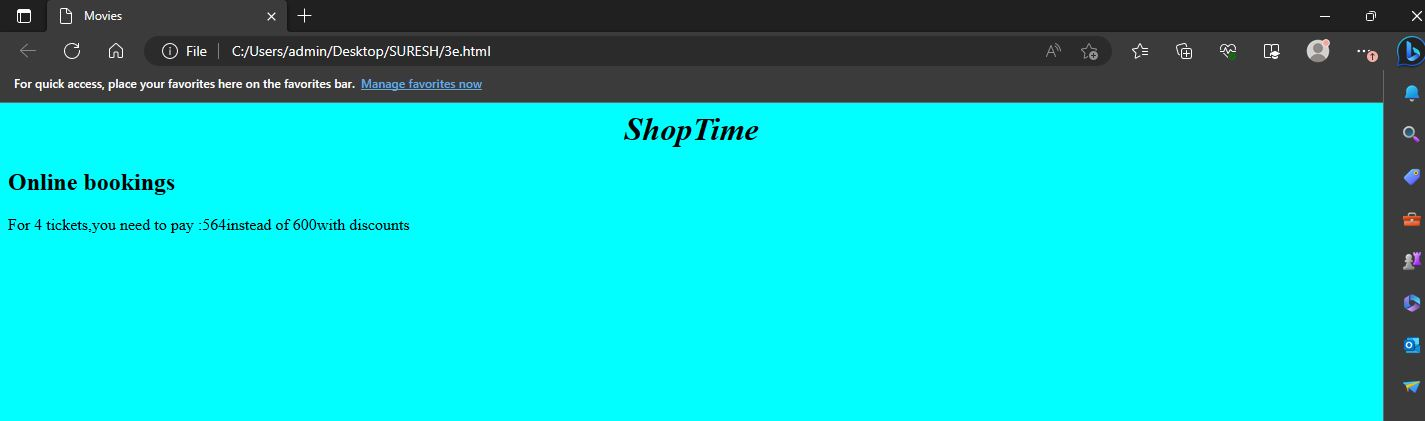 Movies
File C:/Users/admin/Desktop/SURESH/3e.html
For quick access, place your favorites here on the favorites bar. Manage favorites now
ShopTime
Online bookings
For 4 tickets,you need to pay :564instead of 600with discounts